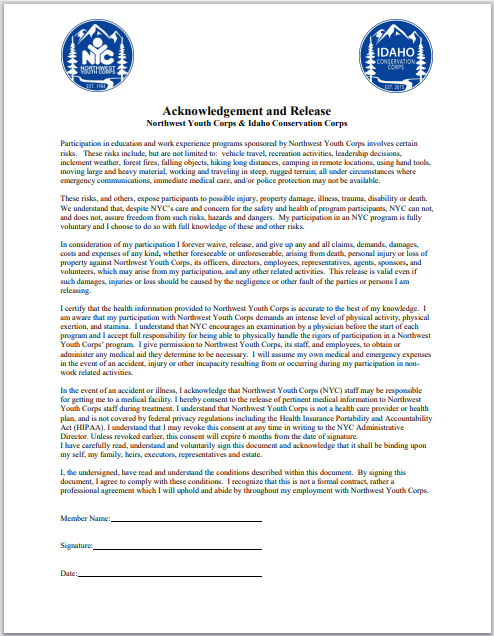 NYC
NORTHWEST
YOUTH CORPS
EST. 1984
IDAHO
CONSERVATION
CORPS
EST. 2015
Acknowledgement and Release
Northwest Youth Corps & Idaho Conservation Corps
Participation in education and work experience programs sponsored by Northwest Youth Corps involves certain
risks.   These risks include, but are not limited to:  vehicle travel, recreation activities, leadership decisions,
inclement weather, forest fires, falling objects, hiking long distances, camping in remote locations, using hand tools,
moving large and heavy material, working and traveling in steep, rugged terrain; all under circumstances where
emergency communications, immediate medical care, and/or police protection may not be available.
These risks, and others, expose participants to possible injury, property damage, illness, trauma, disability or death.
We understand that, despite NYC's and concern for the safety and health of program participants, NYC can not,
and does not, assure freedom from such risks, hazards and dangers.  My participation in an NYC program is fully
voluntary and I choose to do so with full knowledge of these and other risks.
In consideration of my participation I forever waive, release, and give up any and all claims, demands, damages,
costs and expenses of any kind, whether foreseeable or unforeseeable, arising from death, personal injury or loss of
property against Northwest Youth Corps, its officers, directors, employees, representatives, agents, sponsors, and
volunteers, which may arise from my participation, and any other related activities.  This release is valid even if
such damages, injuries or loss should be caused by the negligence or other fault of the parties or persons I am
releasing.
I certify that the health information provided to Northwest Youth Corps is accurate to the best of my knowledge.  I
am aware that my participation with Northwest Youth Corps demands an intense level of physical activity, physical
exertion, and stamina.  I understand that NYC encourages an examination by a physician before the start of each
program and I accept full responsibility for being able to physically handle the rigors of participation in a Northwest
Youth Corps' program.  I give permission to Northwest Youth Corps, its staff, and employees, to obtain or
administer any medical aid they determine to be necessary.  I will assume my own medical and emergency expenses
in the event of an accident, injury or other incapacity resulting from or occurring during my participation in non-
work related activities.
In the event of an accident or illness, I acknowledge that Northwest Youth Corps (NYC) staff may be responsible
for getting me to a medical facility. I hereby consent to the release of pertinent medical information to Northwest
Youth Corps staff during treatment. I understand that Northwest Youth Corps is not a health care provider or health
plan, and is not covered by federal privacy regulations including the Health Insurance Portability and Accountability
Act (HIPAA). I understand that I may revoke this consent at any time in writing to the NYC Administrative
Director. Unless revoked earlier, this consent will expire 6 months from the date of signature.
I have carefully read, understand and voluntarily sign this document and acknowledge that it shall be binding upon
my self, my family, heirs, executors, representatives and estate.
I, the undersigned, have read and understand the conditions described within this document.  By signing this
document, I agree to comply with these conditions.  I recognize that this is not a formal contract, rather a
professional agreement which I will uphold and abide by throughout my employment with Northwest Youth Corps.
Member Name:
Signature:
Date: